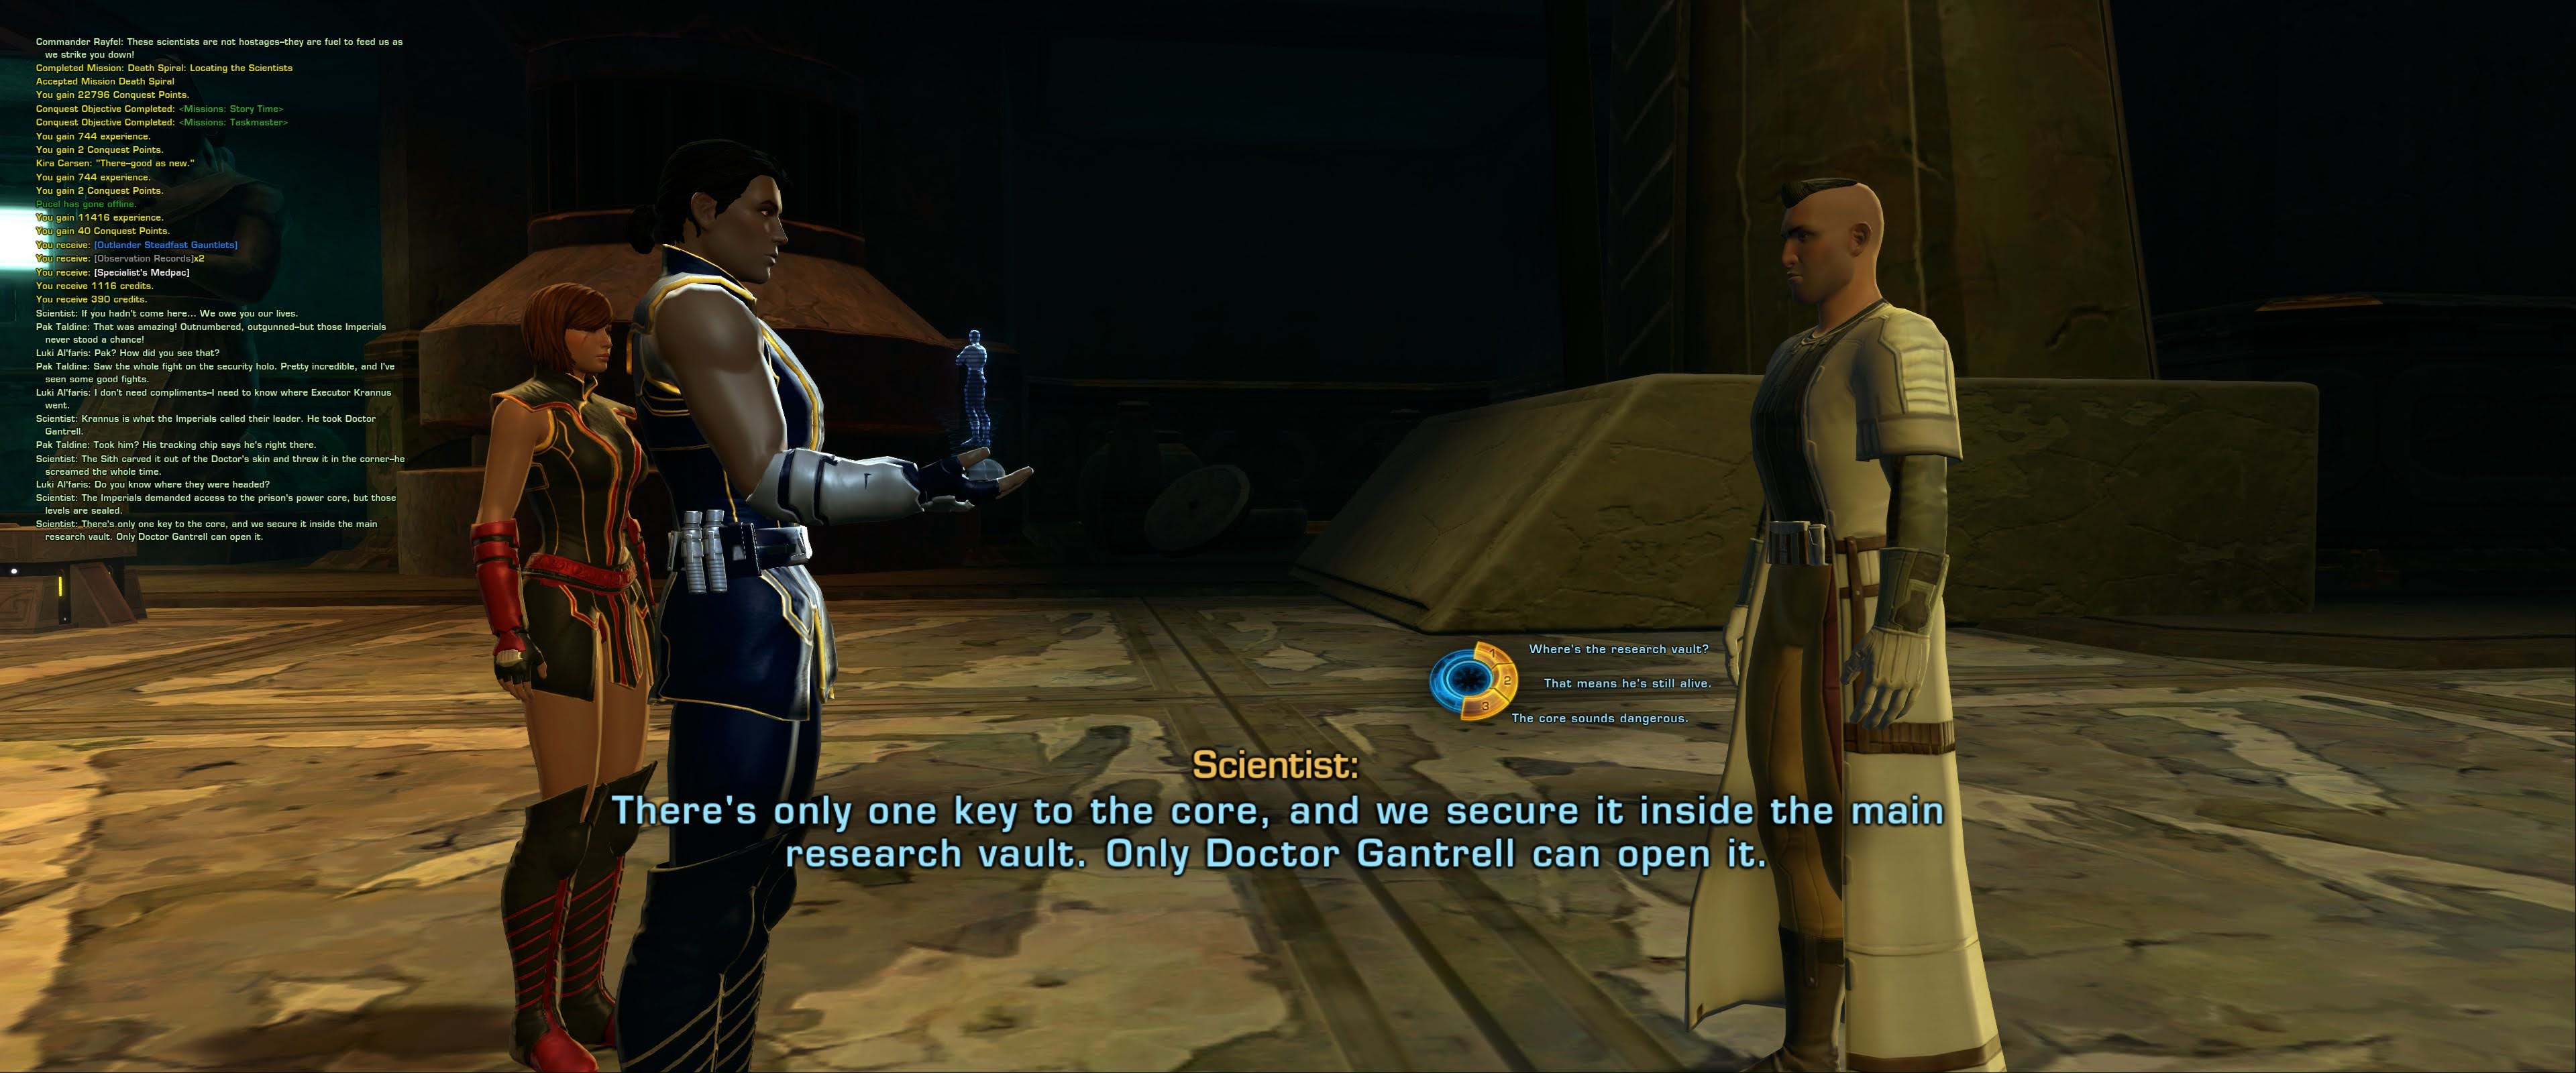 Commander Rayfel: These scientists are not hostages–they are fuel to feed us as
we strike you down!
Completed Mission: Death Spiral: Locating the Scientists
Accepted Mission Death Spiral
You gain 22796 Conquest Points.
Conquest Objective Completed: <Missions: Story Time>
Conquest Objective Completed: <Missions: Taskmaster>
You gain 744 experience.
You gain 2 Conquest Points.
Kira Carsen: "There–good as new."
You gain 744 experience.
You gain 2 Conquest Points.
Pucel has gone offline.
You gain 11416 experience.
You gain 40 Conquest Points.
You receive: [Outlander Steadfast Gauntlets]
You receive: [Observation Records]x2
You receive: [Specialist's Medpac]
You receive 1116 credits.
You receive 390 credits.
Scientist: If you hadn't come here... We owe you our lives.
Pak Taldine: That was amazing! Outnumbered, outgunned–but those Imperials
never stood a chance!
Luki Al'faris: Pak? How did you see that?
Pak Taldine: Saw the whole fight on the security holo. Pretty incredible, and I've
seen some good fights.
Luki Al'faris: I don't need compliments–I need to know where Executor Krannus
went.
Scientist: Krannus is what the Imperials called their leader. He took Doctor
Gantrell.
Pak Taldine: Took him? His tracking chip says he's right there.
Scientist: The Sith carved it out of the Doctor's skin and threw it in the corner–he
screamed the whole time.
Luki Al'faris: Do you know where they were headed?
Scientist: The Imperials demanded access to the prison's power core, but those
levels are sealed.
Scientist: There's only one key to the core, and we secure it inside the main
research vault. Only Doctor Gantrell can open it.
1 Where's the research vault?
2 That means he's still alive.
3 The core sounds dangerous.
Scientist:
There's only one key to the core, and we secure it inside the main
research vault. Only Doctor Gantrell can open it.